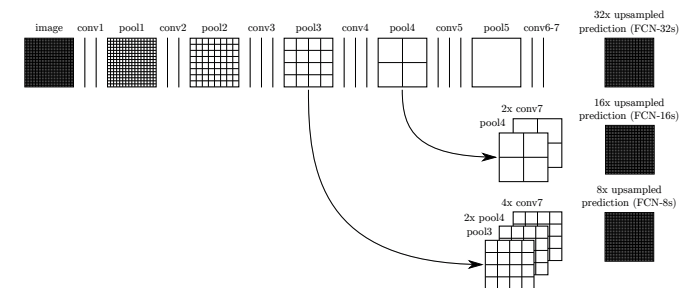 image conv1 pool1 conv2 pool2 conv3 pool3 conv4 pool4 conv5 pool5 conv6-7
32x upsampled
prediction (FCN-32s)
2x conv7
pool4
16x upsampled
prediction (FCN-16s)
4x conv7
2x pool4
pool3
8x upsampled
prediction (FCN-8s)